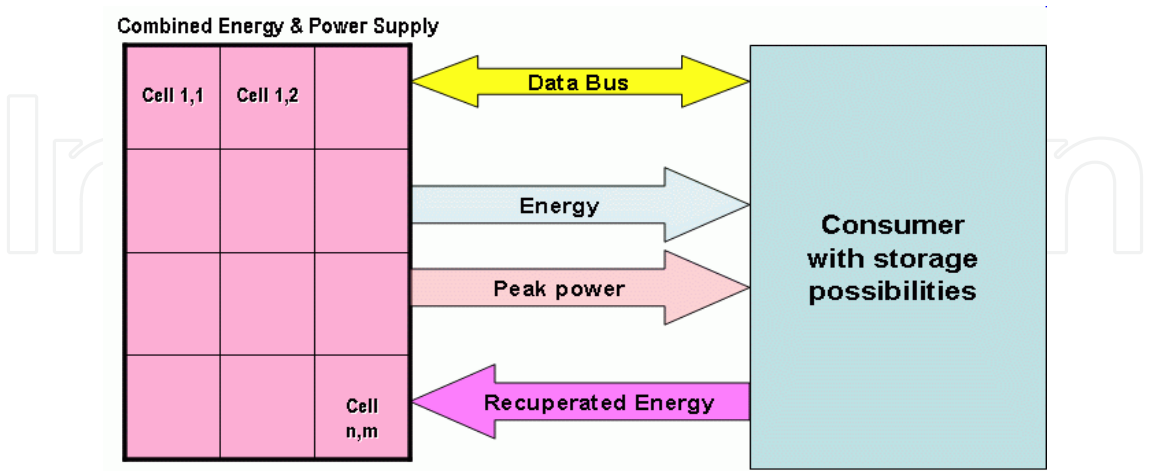 Combined Energy & Power Supply
Cell 1,1
Cell 1,2
Data Bus
Energy
Peak power
Consumer
with storage
possibilities
Recuperated Energy
Cell
n,m